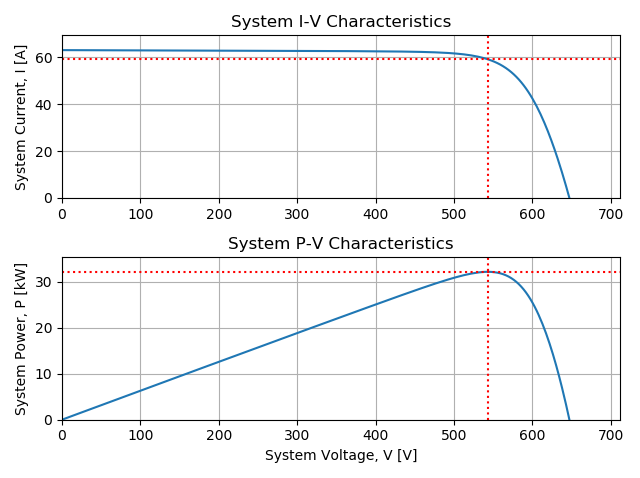 System I-V Characteristics
System Current, I [A]
60
40
20
0
0 100 200 300 400 500 600 700
System P-V Characteristics
System Power, P [kW]
30
20
10
0
0 100 200 300 400 500 600 700
System Voltage, V [V]